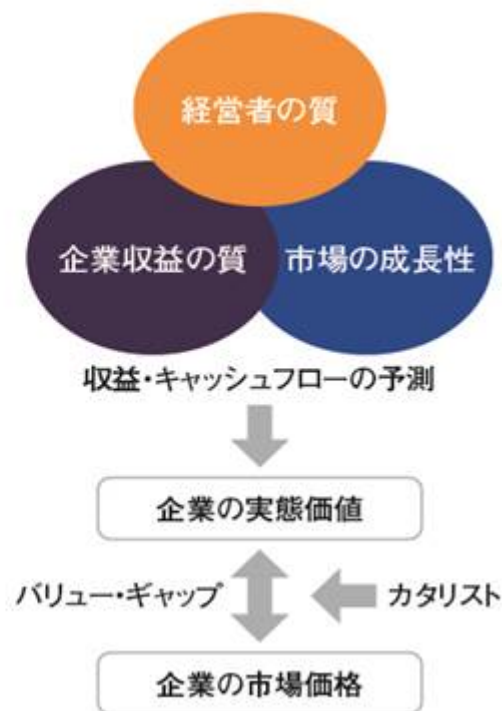 経営者の質
企業収益の質
市場の成長性
収益・キャッシュフローの予測
企業の実態価値
バリュー・ギャップ
カタリスト
企業の市場価格